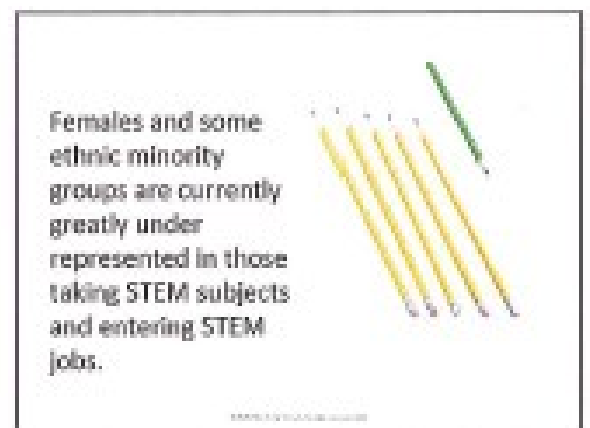 Females and some
ethnic minority
groups are currently
greatly under
represented in those
taking STEM subjects
and entering STEM
jobs.